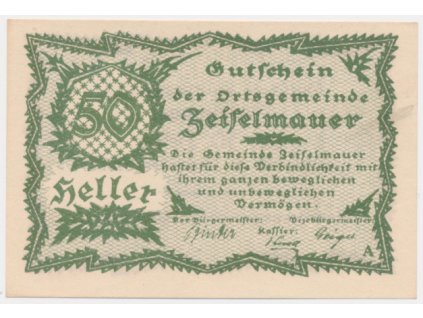 50
Heller
Gutschein
der Ortsgemeinde
Zeiselmauer
Die Gemeinde Zeiselmauer
haftet für diese Verbindlichkeit mit
ihrem ganzen beweglichen
und unbeweglichen
Vermögen.
Der Bürgermeister: Vizebürgermeister:
Kassier:
A